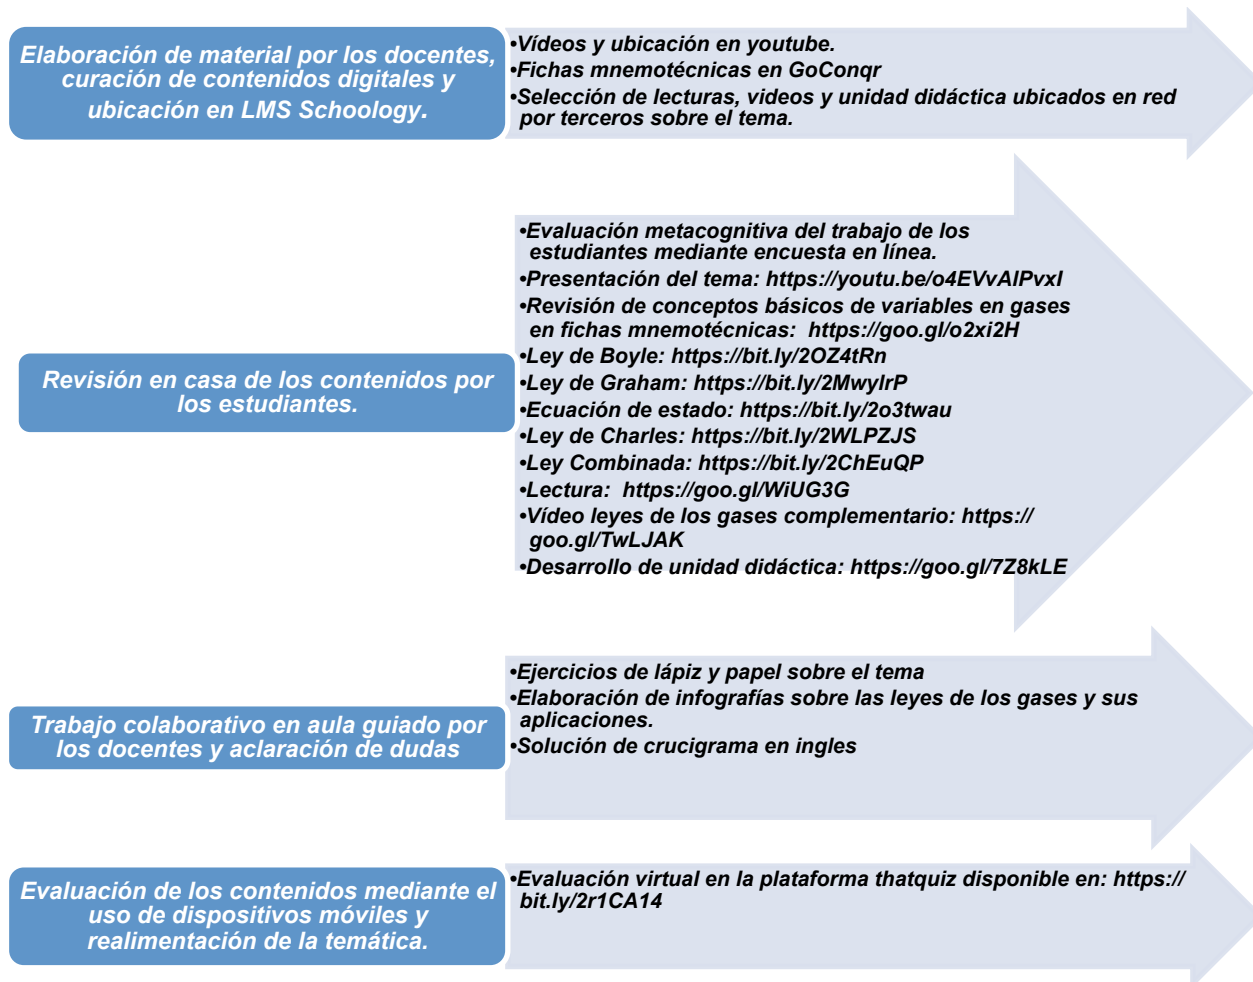 Elaboración de material por los docentes,
curación de contenidos digitales y
ubicación en LMS Schoology.
•Vídeos y ubicación en youtube.
•Fichas mnemotécnicas en GoConqr
•Selección de lecturas, videos y unidad didáctica ubicados en red
por terceros sobre el tema.
Revisión en casa de los contenidos por
los estudiantes.
•Evaluación metacognitiva del trabajo de los
estudiantes mediante encuesta en línea.
•Presentación del tema: https://youtu.be/o4EVvAIPvxI
•Revisión de conceptos básicos de variables en gases
en fichas mnemotécnicas:  https://goo.gl/o2xi2H
•Ley de Boyle: https://bit.ly/2OZ4tRn
•Ley de Graham: https://bit.ly/2MwylrP
•Ecuación de estado: https://bit.ly/2o3twau
•Ley de Charles: https://bit.ly/2WLPZJS
•Ley Combinada: https://bit.ly/2ChEuQP
•Lectura:  https://goo.gl/WiUG3G
•Vídeo leyes de los gases complementario: https://
goo.gl/TwLJAK
•Desarrollo de unidad didáctica: https://goo.gl/7Z8kLE
Trabajo colaborativo en aula guiado por
los docentes y aclaración de dudas
•Ejercicios de lápiz y papel sobre el tema
•Elaboración de infografías sobre las leyes de los gases y sus
aplicaciones.
•Solución de crucigrama en ingles
Evaluación de los contenidos mediante el
uso de dispositivos móviles y
realimentación de la temática.
•Evaluación virtual en la plataforma thatquiz disponible en: https://
bit.ly/2r1CA14